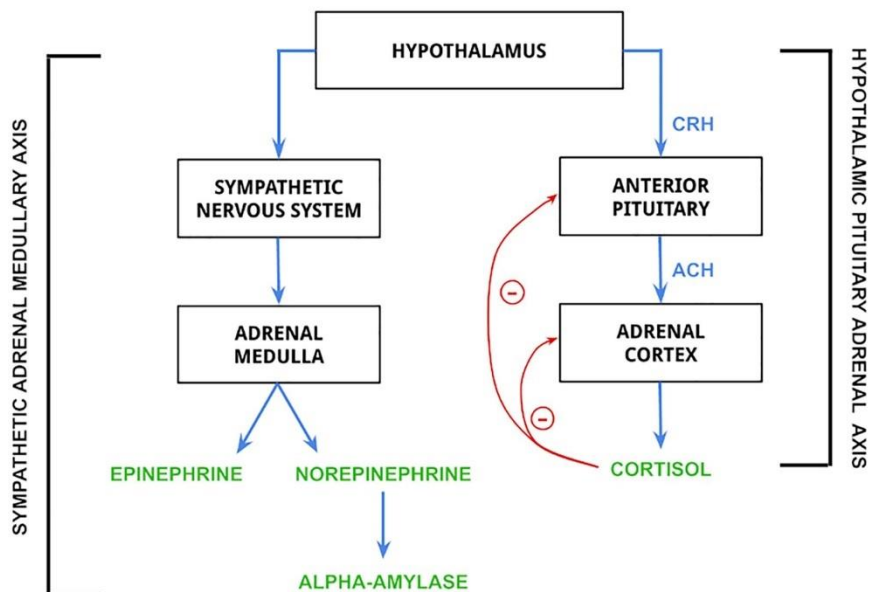 HYPOTHALAMUS
SYMPATHETIC ADRENAL MEDULLARY AXIS
HYPOTHALAMIC PITUITARY ADRENAL AXIS
CRH
SYMPATHETIC
NERVOUS SYSTEM
ANTERIOR
PITUITARY
ACH
ADRENAL
MEDULLA
ADRENAL
CORTEX
EPINEPHRINE
NOREPINEPHRINE
CORTISOL
ALPHA-AMYLASE